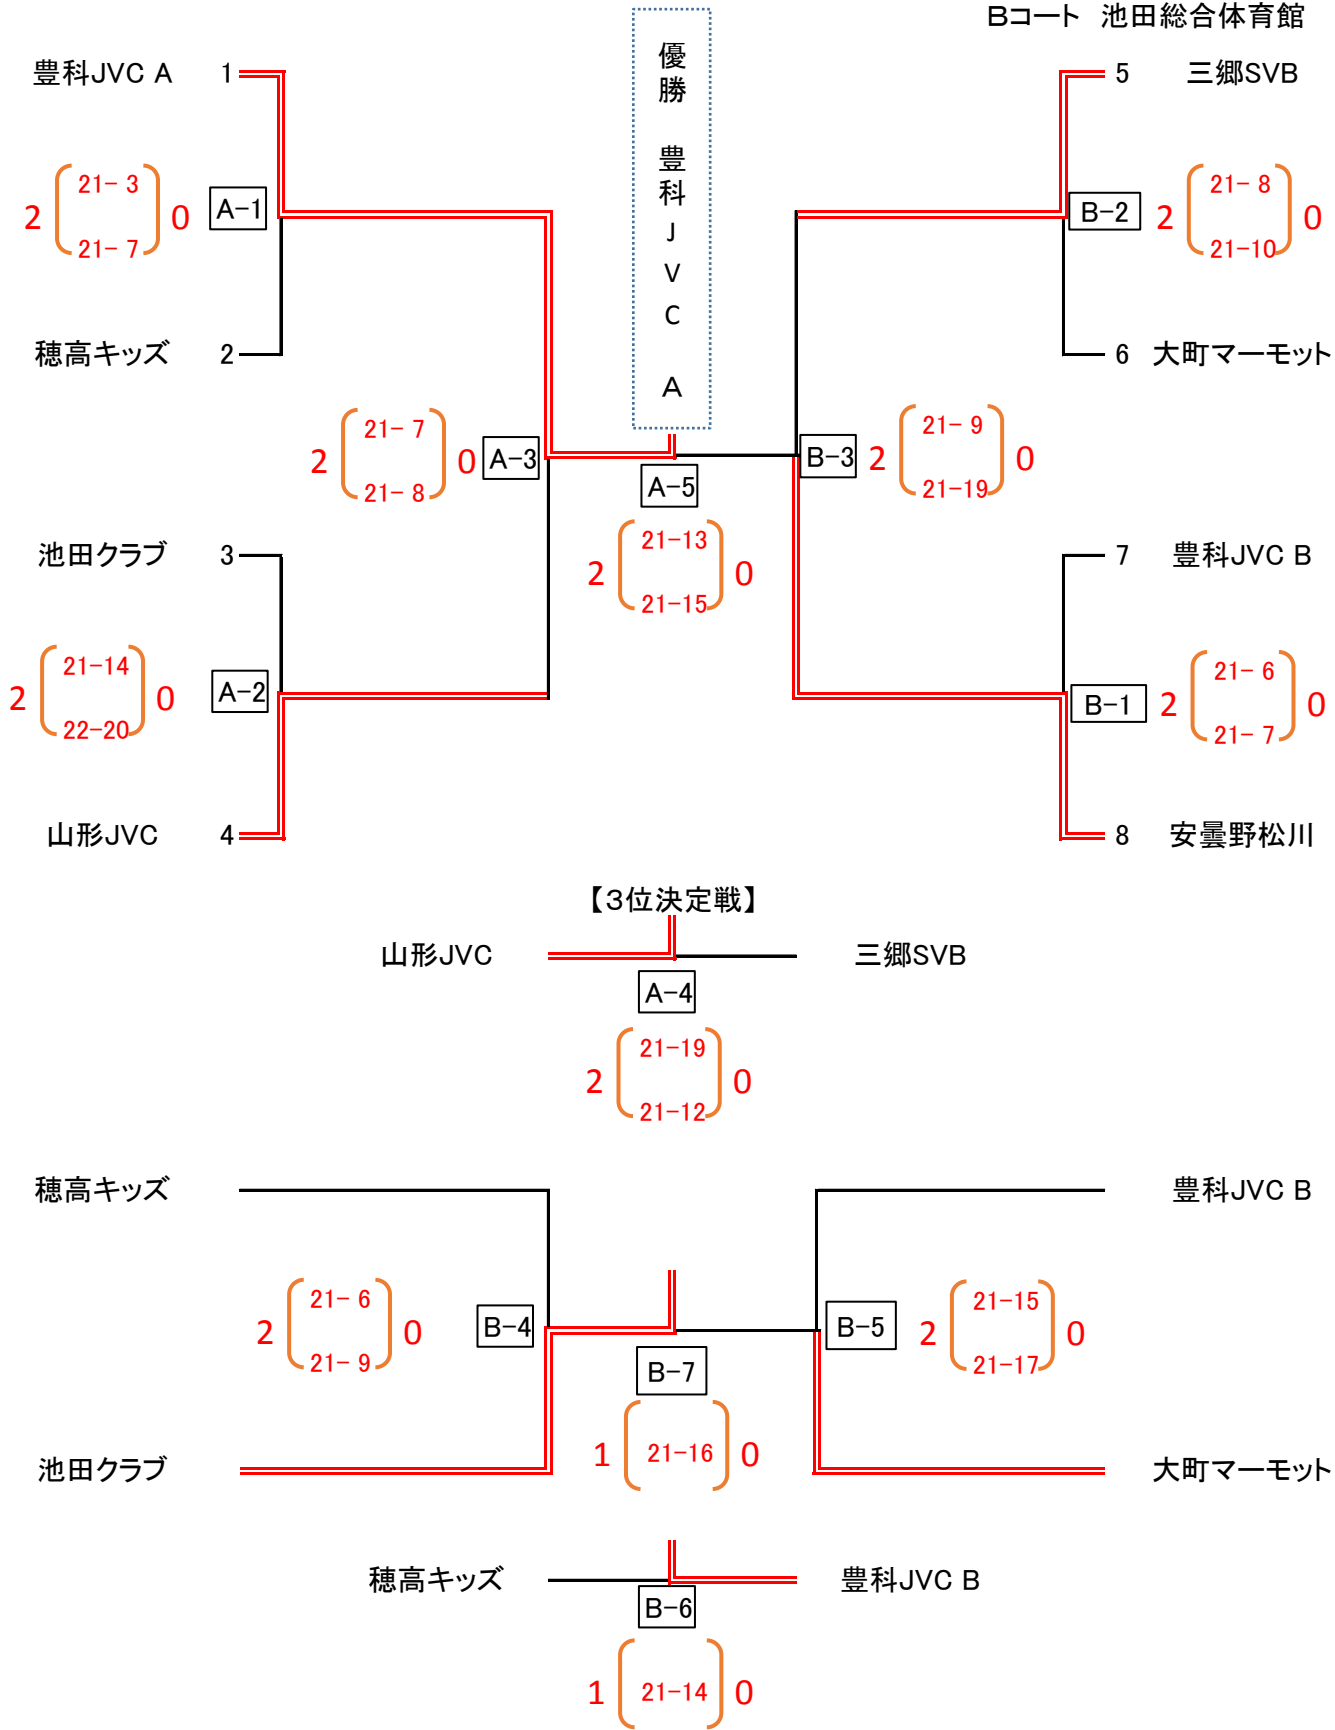 Bコート 池田総合体育館
優勝 豊科JVC A
豊科JVC A 1
5 三郷SVB
21- 3
2 0 A-1
21- 7
21- 8
B-2 2 0
21-10
穂高キッズ 2
6 大町マーモット
21- 7
2 0 A-3
21- 8
21- 9
B-3 2 0
21-19
A-5
21-13
2 0
21-15
池田クラブ 3
7 豊科JVC B
21-14
2 0 A-2
22-20
21- 6
B-1 2 0
21- 7
山形JVC 4
8 安曇野松川
【3位決定戦】
山形JVC 三郷SVB
A-4
21-19
2 0
21-12
穂高キッズ 豊科JVC B
21- 6
2 0 B-4
21- 9
21-15
B-5 2 0
21-17
B-7
1 21-16 0
池田クラブ 大町マーモット
穂高キッズ 豊科JVC B
B-6
1 21-14 0